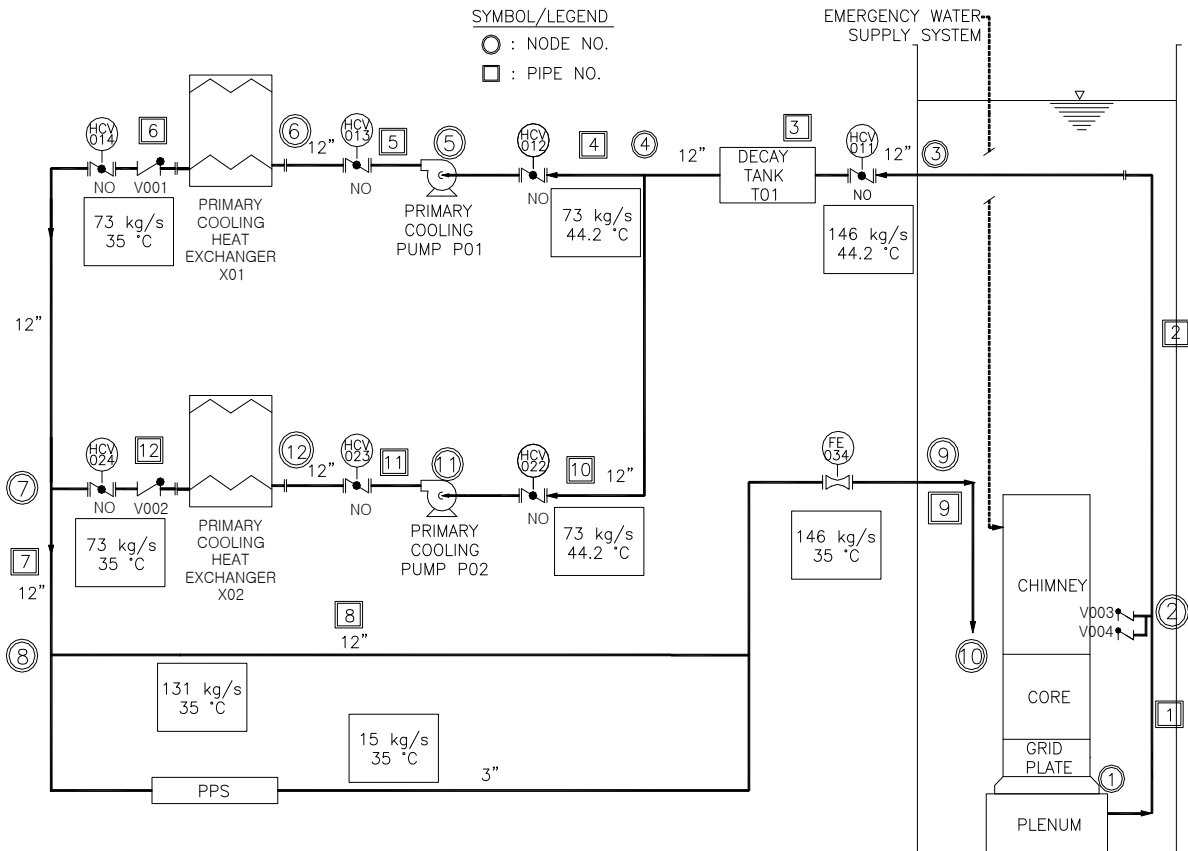 SYMBOL/LEGEND
: NODE NO.
: PIPE NO.
EMERGENCY WATER
SUPPLY SYSTEM
HCV
014
6
6
12"
HCV
013
5
5
HCV
012
4
4
12"
3
DECAY
TANK
T01
HCV
011
12"
3
NO
V001
NO
NO
NO
73 kg/s
35 °C
PRIMARY
COOLING
HEAT
EXCHANGER
X01
PRIMARY
COOLING
PUMP P01
73 kg/s
44.2 °C
146 kg/s
44.2 °C
12"
2
HCV
024
12
12
12"
HCV
023
11
11
HCV
022
10
12"
FE
034
9
9
7
NO
V002
NO
NO
73 kg/s
35 °C
PRIMARY
COOLING
HEAT
EXCHANGER
X02
PRIMARY
COOLING
PUMP P02
73 kg/s
44.2 °C
146 kg/s
35 °C
7
12"
8
12"
8
CHIMNEY
V003
V004
2
10
131 kg/s
35 °C
CORE
1
15 kg/s
35 °C
3"
PPS
GRID
PLATE
1
PLENUM